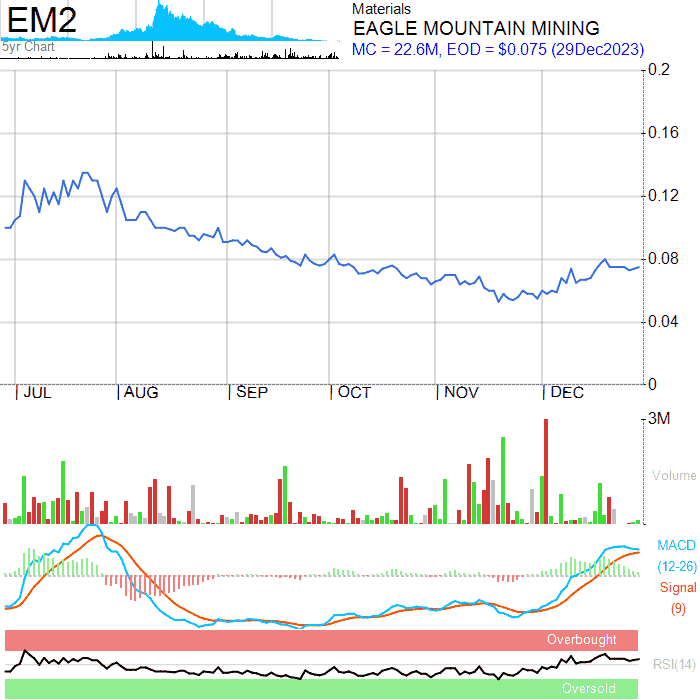 EM2
5yr Chart
Materials
EAGLE MOUNTAIN MINING
MC = 22.6M, EOD = $0.075 (29Dec2023)
0.2
0.16
0.12
0.08
0.04
0
JUL AUG SEP OCT NOV DEC
3M
Volume
MACD
(12-26)
Signal
(9)
Overbought
RSI(14)
Oversold